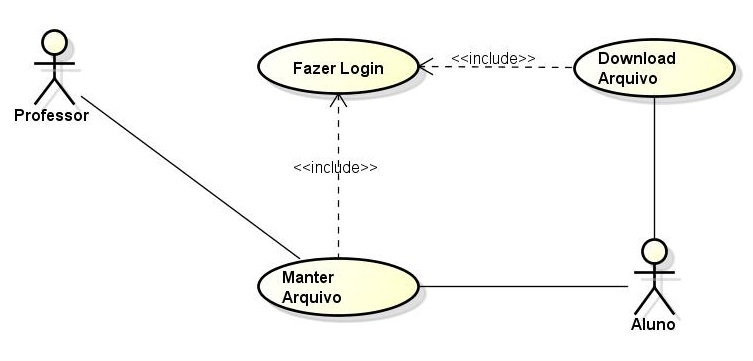 Professor
Fazer Login
<<include>>
Download
Arquivo
<<include>>
Manter
Arquivo
Aluno